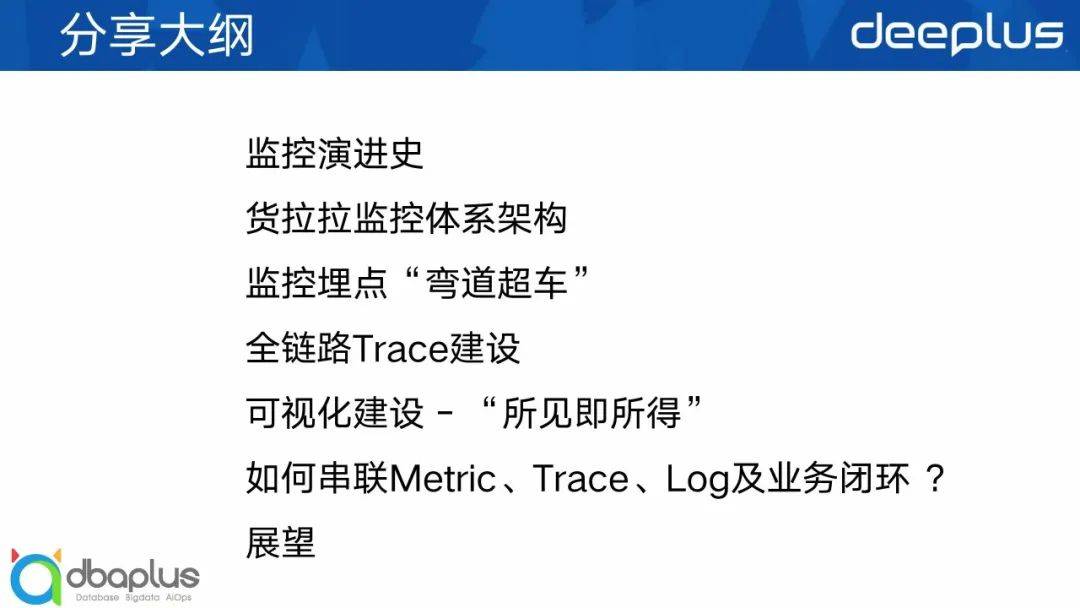 分享大纲
deeplus
监控演进史
货拉拉监控体系架构
监控埋点“弯道超车”
全链路Trace建设
可视化建设 - “所见即所得”
如何串联Metric、Trace、Log及业务闭环 ?
展望
dbaplus
Database Bigdata AiOps